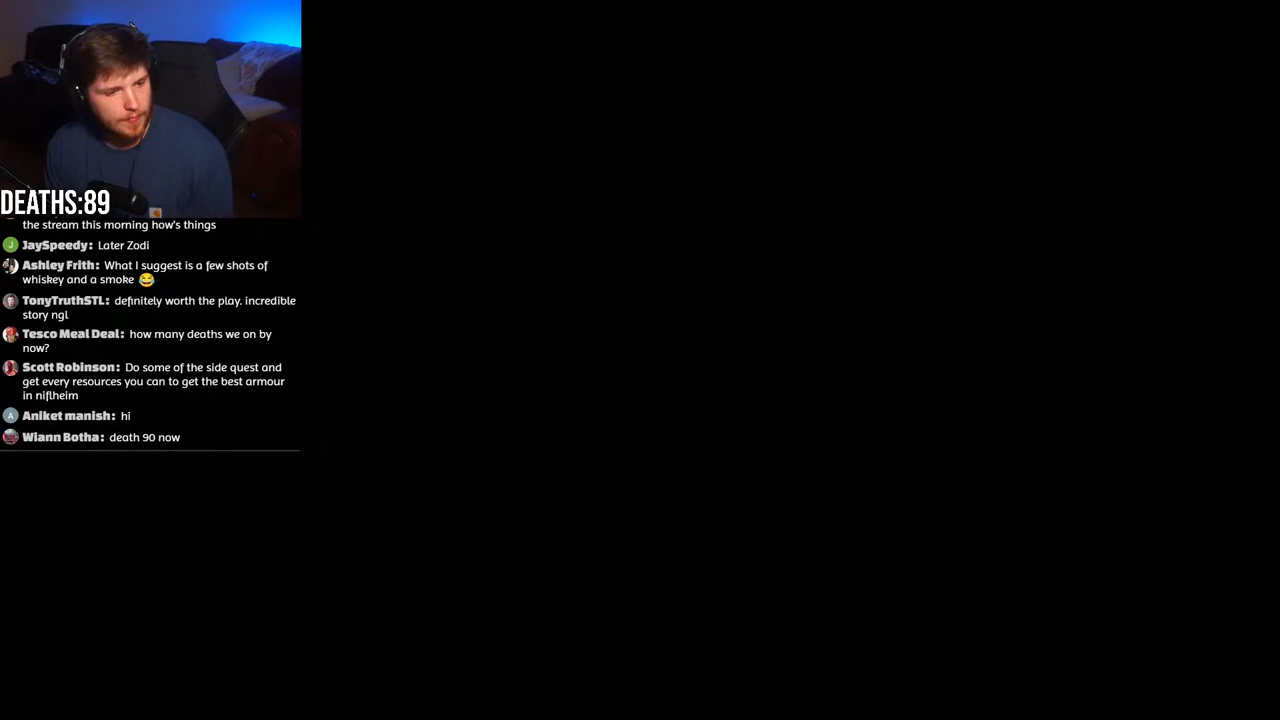 DEATHS:89
the stream this morning how's things
JaySpeedy: Later Zodi
Ashley Frith: What I suggest is a few shots of
whiskey and a smoke 😂
TonyTruthSTL: definitely worth the play. incredible
story ngl
Tesco Meal Deal: how many deaths we on by
now?
Scott Robinson: Do some of the side quest and
get every resources you can to get the best armour
in niflheim
Aniket manish: hi
Wiann Botha: death 90 now